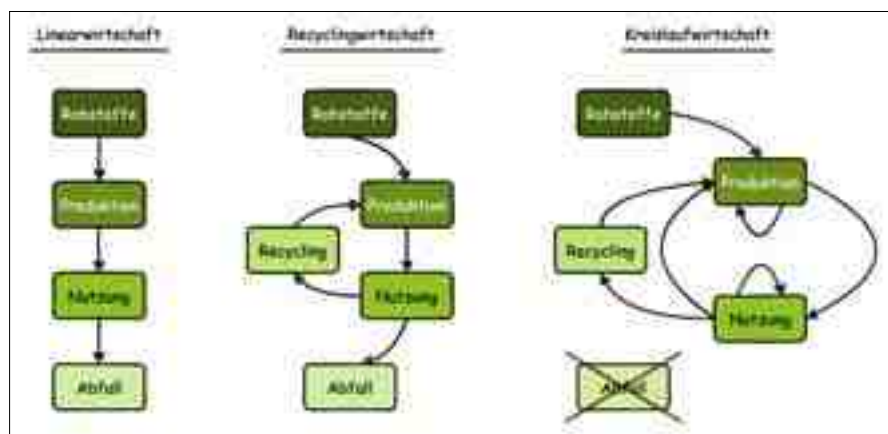 Linearwirtschaft
Rohstoffe
Produktion
Nutzung
Abfall
Recyclingwirtschaft
Rohstoffe
Produktion
Recycling
Nutzung
Abfall
Kreislaufwirtschaft
Rohstoffe
Produktion
Recycling
Nutzung
Abfall